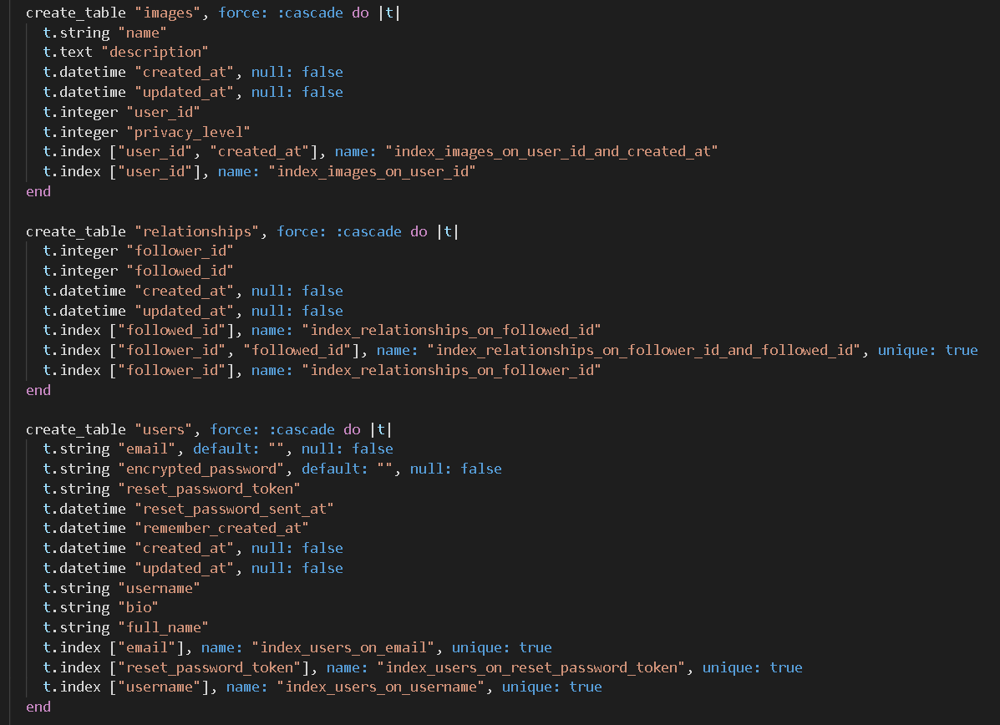 create_table "images", force: :cascade do |t|
  t.string "name"
  t.text "description"
  t.datetime "created_at", null: false
  t.datetime "updated_at", null: false
  t.integer "user_id"
  t.integer "privacy_level"
  t.index ["user_id", "created_at"], name: "index_images_on_user_id_and_created_at"
  t.index ["user_id"], name: "index_images_on_user_id"
end

create_table "relationships", force: :cascade do |t|
  t.integer "follower_id"
  t.integer "followed_id"
  t.datetime "created_at", null: false
  t.datetime "updated_at", null: false
  t.index ["followed_id"], name: "index_relationships_on_followed_id"
  t.index ["follower_id", "followed_id"], name: "index_relationships_on_follower_id_and_followed_id", unique: true
  t.index ["follower_id"], name: "index_relationships_on_follower_id"
end

create_table "users", force: :cascade do |t|
  t.string "email", default: "", null: false
  t.string "encrypted_password", default: "", null: false
  t.string "reset_password_token"
  t.datetime "reset_password_sent_at"
  t.datetime "remember_created_at"
  t.datetime "created_at", null: false
  t.datetime "updated_at", null: false
  t.string "username"
  t.string "bio"
  t.string "full_name"
  t.index ["email"], name: "index_users_on_email", unique: true
  t.index ["reset_password_token"], name: "index_users_on_reset_password_token", unique: true
  t.index ["username"], name: "index_users_on_username", unique: true
end